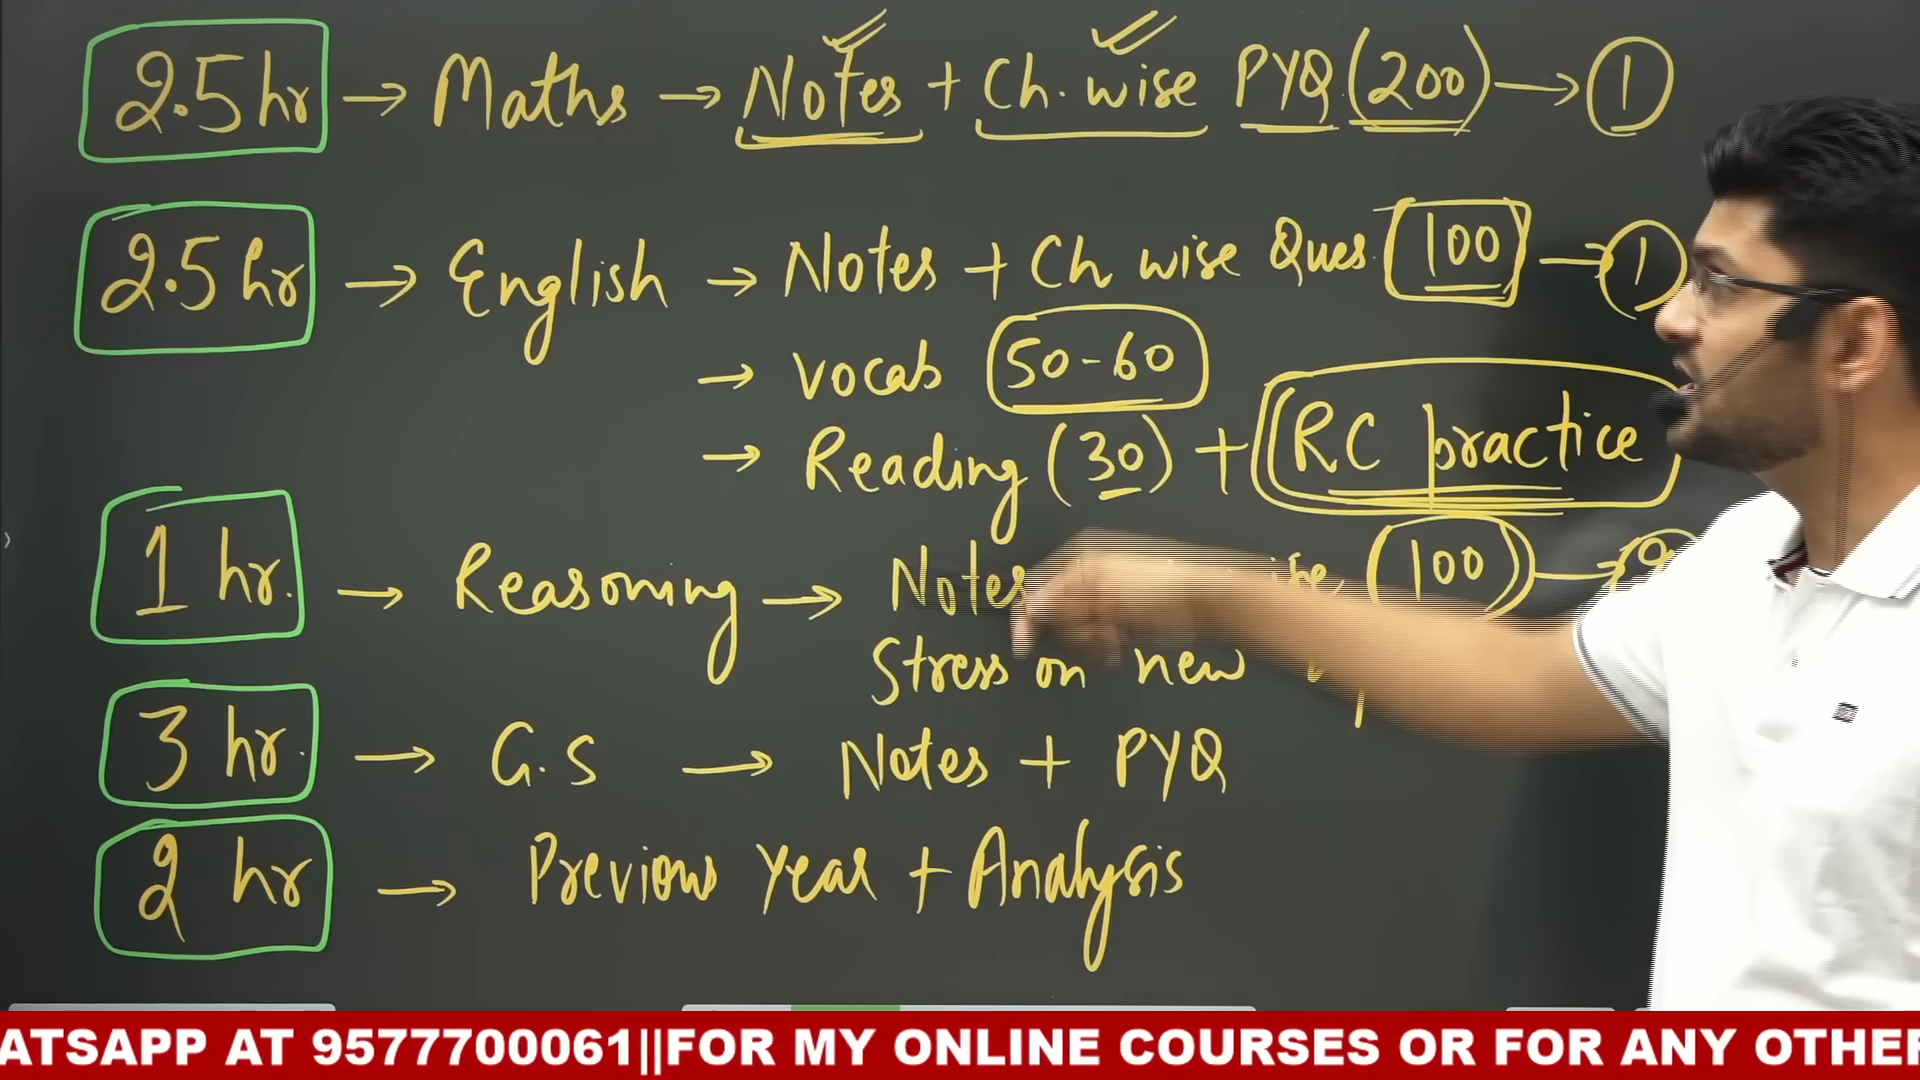 2.5 hr → Maths → Notes + Ch. wise PYQ (200) → 1
2.5 hr → English → Notes + Ch wise Ques. 100 → 1
→ vocab 50-60
→ Reading (30) + RC practice
1 hr. → Reasoning → Notes (100) →
Stress on new
3 hr. → G.S → Notes + PYQ
2 hr → Previous Year + Analysis
ATSAPP AT 9577700061||FOR MY ONLINE COURSES OR FOR ANY OTHER